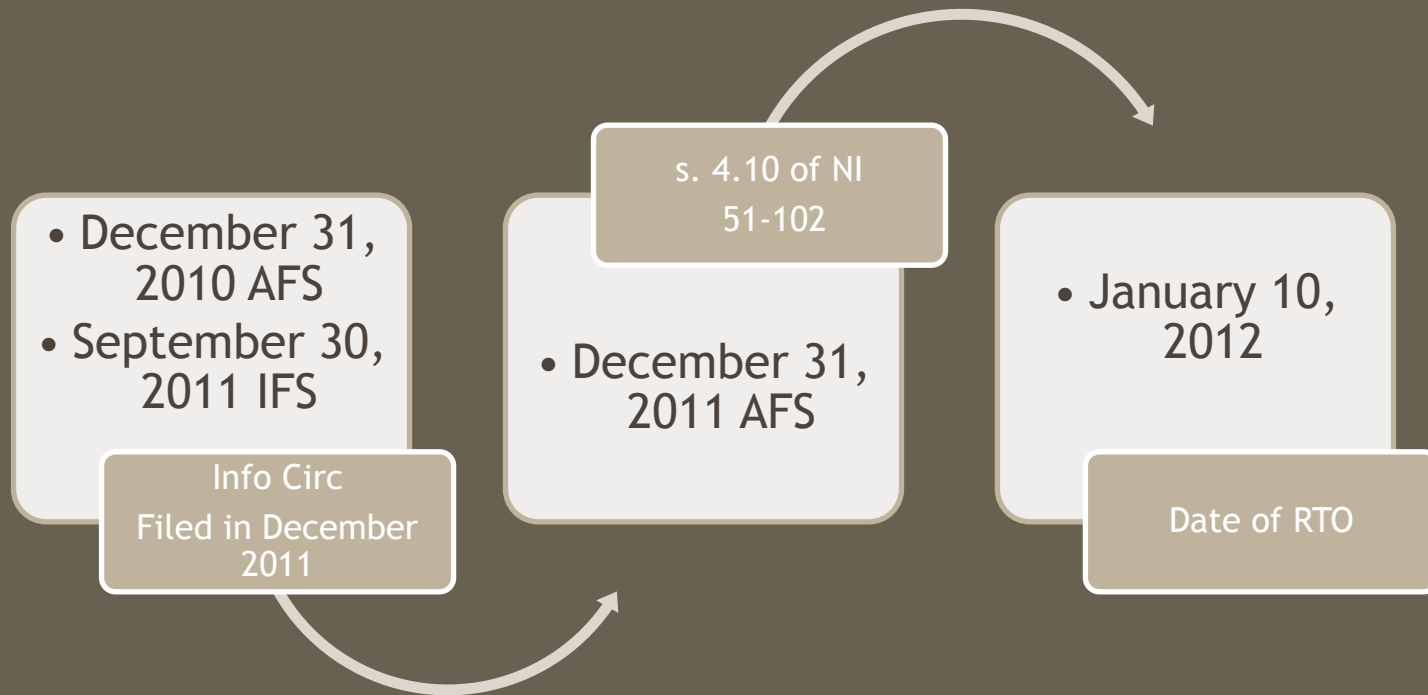 • December 31,
2010 AFS
• September 30,
2011 IFS
Info Circ
Filed in December
2011
s. 4.10 of NI
51-102
• December 31,
2011 AFS
• January 10,
2012
Date of RTO